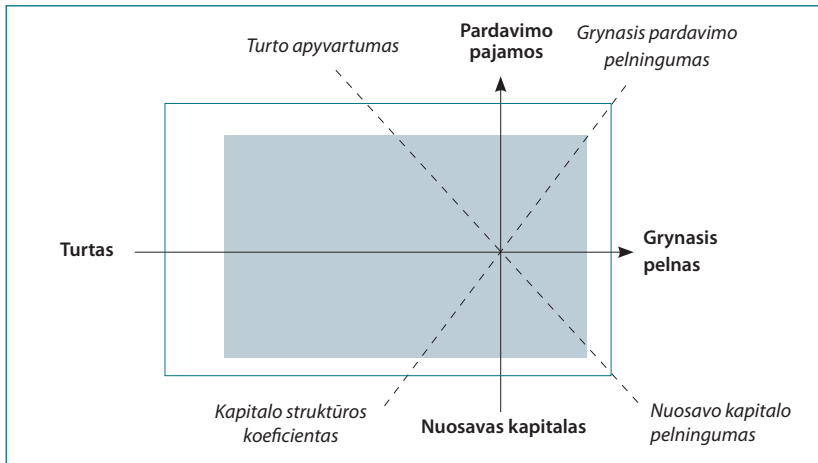 Turto apyvartumas
Pardavimo
pajamos
Grynasis pardavimo
pelningumas
Turtas
Grynasis
pelnas
Kapitalo struktūros
koeficientas
Nuosavas kapitalas
Nuosavo kapitalo
pelningumas